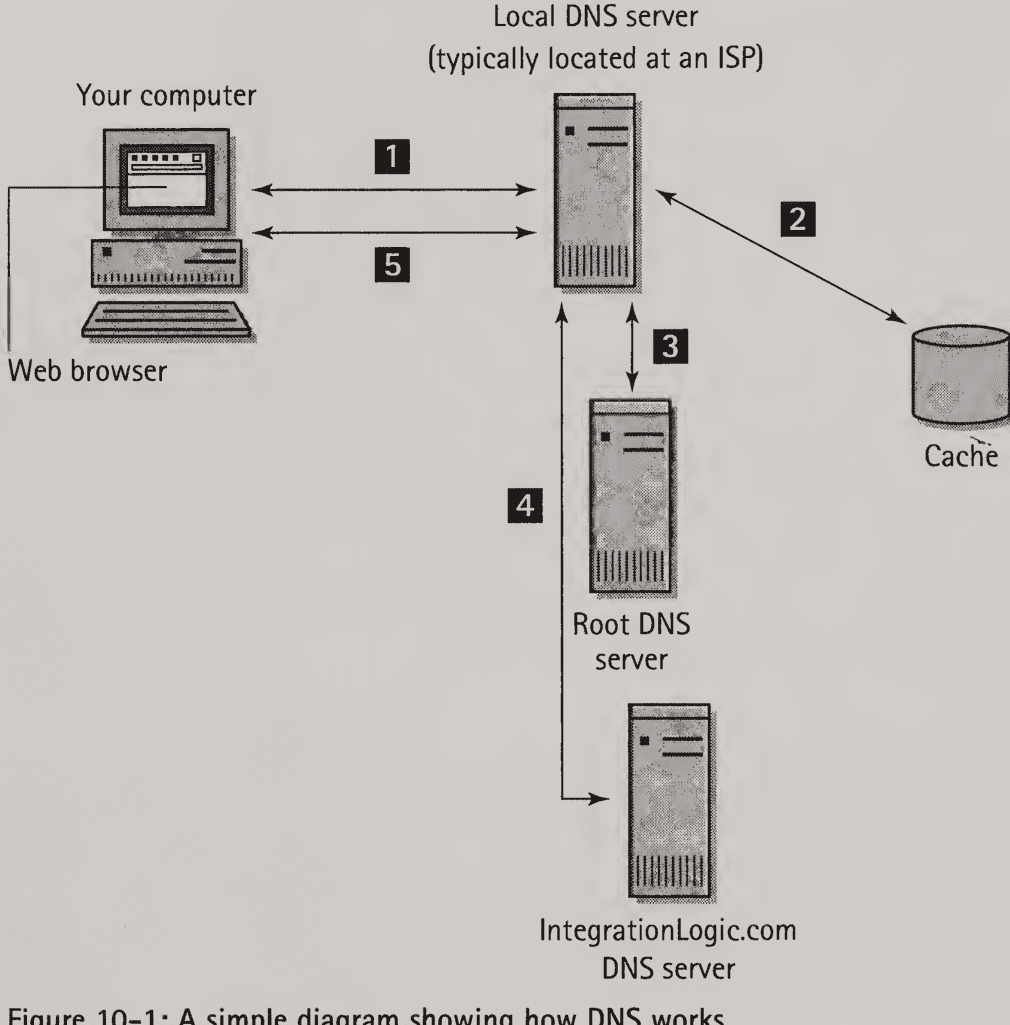 Local DNS server
(typically located at an ISP)
Your computer
1
2
5
3
Web browser
Cache
4
Root DNS
server
IntegrationLogic.com
DNS server
Figure 10-1: A simple diagram showing how DNS works